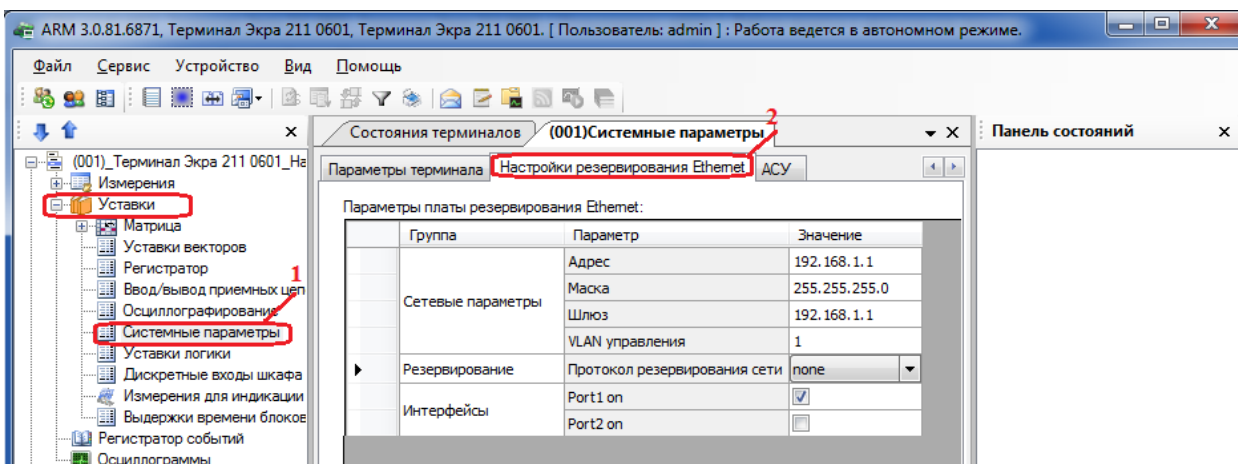 ARM 3.0.81.6871, Терминал Экра 211 0601, Терминал Экра 211 0601. [ Пользователь: admin ] : Работа ведется в автономном режиме.
Файл Сервис Устройство Вид Помощь
2
Состояния терминалов (001)Системные параметры Панель состояний
(001)_Терминал Экра 211 0601_На
Измерения
Уставки
Матрица
Уставки векторов
Регистратор
1
Ввод/вывод приемных цеп
Осциллографирование
Системные параметры
Уставки логики
Дискретные входы шкафа
Измерения для индикации
Выдержки времени блоков
Регистратор событий
Осциллограммы
Параметры терминала Настройки резервирования Ethernet АСУ
Параметры платы резервирования Ethernet:
Группа Параметр Значение
Сетевые параметры
Адрес 192.168.1.1
Маска 255.255.255.0
Шлюз 192.168.1.1
VLAN управления 1
Резервирование Протокол резервирования сети none
Интерфейсы
Port1 on
Port2 on